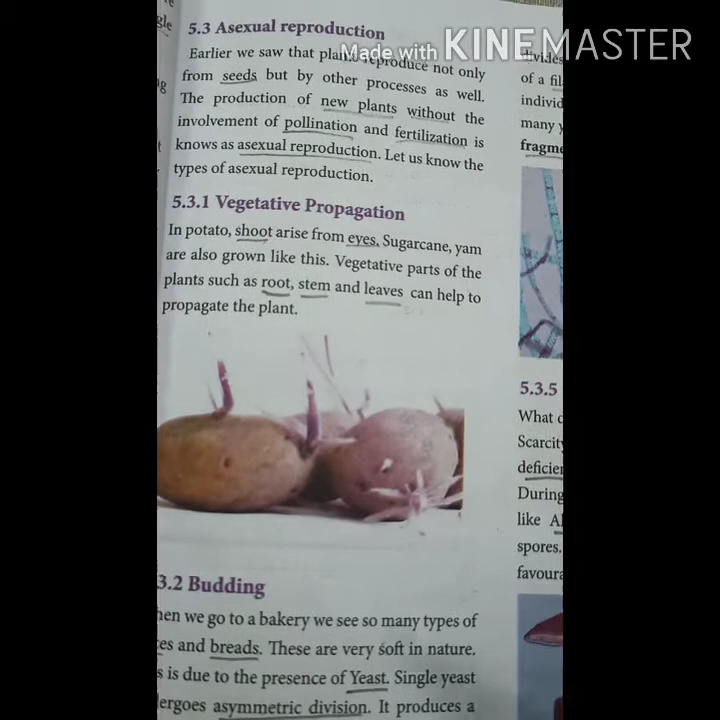 gle
5.3 Asexual reproduction
Earlier we saw that plants reproduce not only
from seeds but by other processes as well.
The production of new plants without the
involvement of pollination and fertilization is
knows as asexual reproduction. Let us know the
types of asexual reproduction.
5.3.1 Vegetative Propagation
In potato, shoot arise from eyes. Sugarcane, yam
are also grown like this. Vegetative parts of the
plants such as root, stem and leaves can help to
propagate the plant.
3.2 Budding
hen we go to a bakery we see so many types of
es and breads. These are very soft in nature.
s is due to the presence of Yeast. Single yeast
ergoes asymmetric division. It produces a
Made with KINEMASTER
divides
of a fil
individ
many
fragme
5.3.5
What
Scarcity
deficien
During
like Al
spores.
favoura